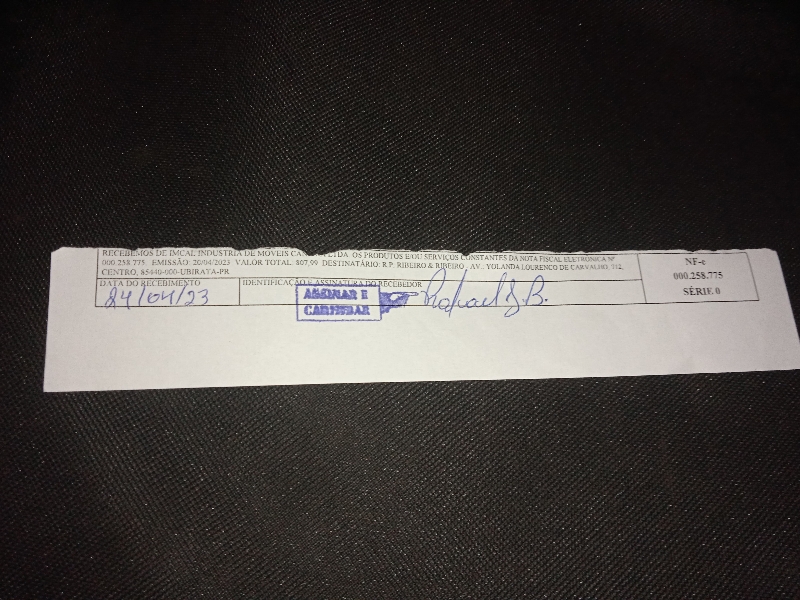 RECEBEMOS DE IMCAL INDUSTRIA DE MÓVEIS LTDA OS PRODUTOS E/OU SERVIÇOS CONSTANTES DA NOTA FISCAL ELETRÔNICA Nº
000.258.775 EMISSÃO: 20/04/2023 VALOR TOTAL: 807,99 DESTINATÁRIO: R.P. RIBEIRO & RIBEIRO - AV.: YOLANDA LOURENCO DE CARVALHO,
CENTRO, 85440-000-UBIRATA-PR
NF-e
000.258.775
SÉRIE 0
DATA DO RECEBIMENTO
24/04/23
IDENTIFICAÇÃO E ASSINATURA DO RECEBEDOR
ASSINAR E
CARIMBAR
Rafael J. B.